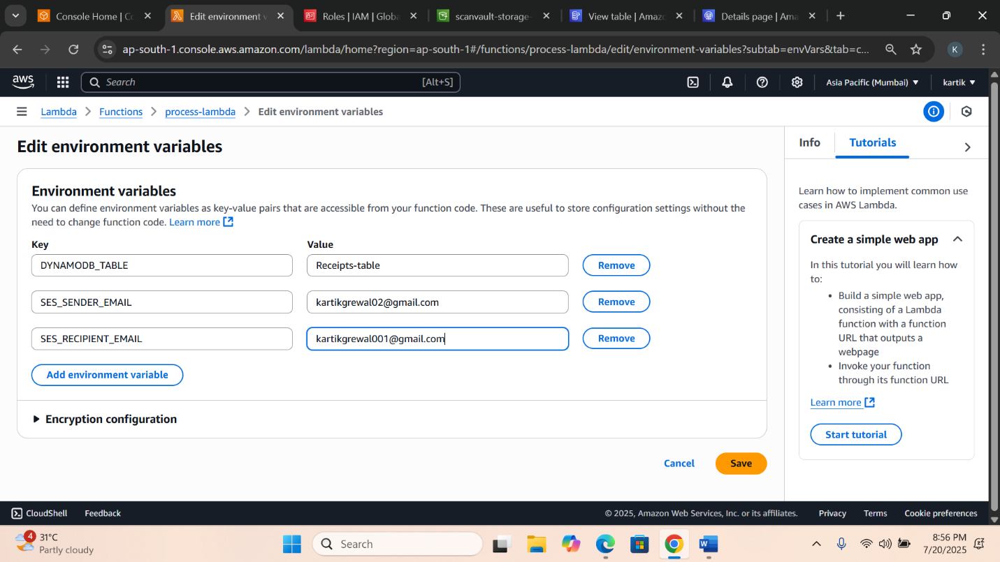 Console Home | Co
Edit environment v
Roles | IAM | Globa
scanvault-storage-
View table | Amazo
Details page | Ama
ap-south-1.console.aws.amazon.com/lambda/home?region=ap-south-1#/functions/process-lambda/edit/environment-variables?subtab=envVars&tab=c...
K
aws
Search
[Alt+S]
Asia Pacific (Mumbai)
kartik
Lambda
Functions
process-lambda
Edit environment variables
Edit environment variables
Info
Tutorials
Environment variables
You can define environment variables as key-value pairs that are accessible from your function code. These are useful to store configuration settings without the
need to change function code. Learn more
Key
Value
DYNAMODB_TABLE
Receipts-table
Remove
SES_SENDER_EMAIL
kartikgrewal02@gmail.com
Remove
SES_RECIPIENT_EMAIL
kartikgrewal001@gmail.com
Remove
Add environment variable
Encryption configuration
Cancel
Save
Learn how to implement common use
cases in AWS Lambda.
Create a simple web app
In this tutorial you will learn how
to:
• Build a simple web app,
consisting of a Lambda
function with a function
URL that outputs a
webpage
• Invoke your function
through its function URL
Learn more
Start tutorial
CloudShell
Feedback
© 2025, Amazon Web Services, Inc. or its affiliates.
Privacy
Terms
Cookie preferences
4
31°C
Partly cloudy
Search
8:56 PM
7/20/2025